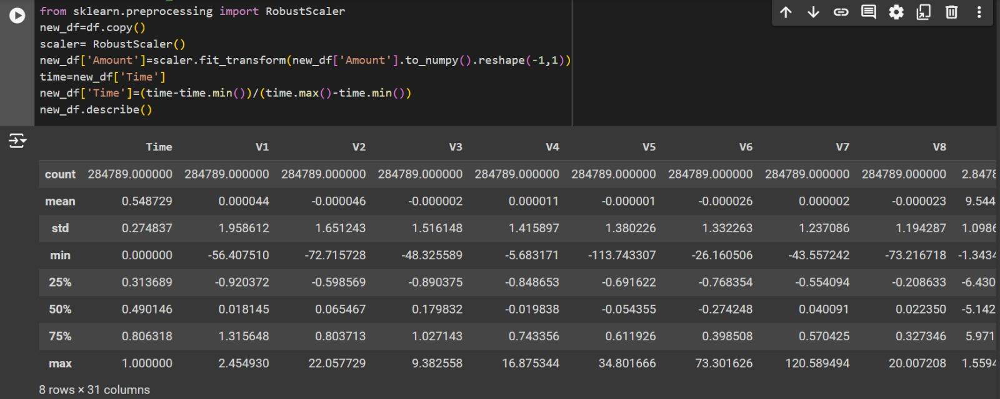 from sklearn.preprocessing import RobustScaler
new_df=df.copy()
scaler= RobustScaler()
new_df['Amount']=scaler.fit_transform(new_df['Amount'].to_numpy().reshape(-1,1))
time=new_df['Time']
new_df['Time']=(time-time.min())/(time.max()-time.min())
new_df.describe()
Time V1 V2 V3 V4 V5 V6 V7 V8
count 284789.000000 284789.000000 284789.000000 284789.000000 284789.000000 284789.000000 284789.000000 284789.000000 284789.000000 2.8478
mean 0.548729 0.000044 -0.000046 -0.000002 0.000011 -0.000001 -0.000026 0.000002 -0.000023 9.544
std 0.274837 1.958612 1.651243 1.516148 1.415897 1.380226 1.332263 1.237086 1.194287 1.0986
min 0.000000 -56.407510 -72.715728 -48.325589 -5.683171 -113.743307 -26.160506 -43.557242 -73.216718 -1.3434
25% 0.313689 -0.920372 -0.598569 -0.890375 -0.848653 -0.691622 -0.768354 -0.554094 -0.208633 -6.430
50% 0.490146 0.018145 0.065467 0.179832 -0.019838 -0.054355 -0.274248 0.040091 0.022350 -5.142
75% 0.806318 1.315648 0.803713 1.027143 0.743356 0.611926 0.398508 0.570425 0.327346 5.971
max 1.000000 2.454930 22.057729 9.382558 16.875344 34.801666 73.301626 120.589494 20.007208 1.5594
8 rows × 31 columns